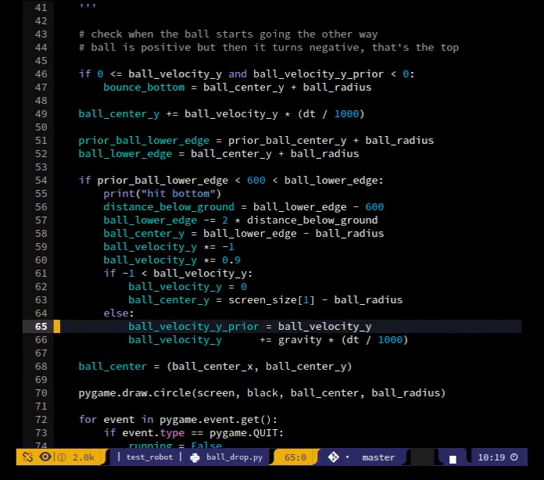 41 '''
42
43 # check when the ball starts going the other way
44 # ball is positive but then it turns negative, that's the top
45
46 if 0 <= ball_velocity_y and ball_velocity_y_prior < 0:
47 bounce_bottom = ball_center_y + ball_radius
48
49 ball_center_y += ball_velocity_y * (dt / 1000)
50
51 prior_ball_lower_edge = prior_ball_center_y + ball_radius
52 ball_lower_edge = ball_center_y + ball_radius
53
54 if prior_ball_lower_edge < 600 < ball_lower_edge:
55 print("hit bottom")
56 distance_below_ground = ball_lower_edge - 600
57 ball_lower_edge -= 2 * distance_below_ground
58 ball_center_y = ball_lower_edge - ball_radius
59 ball_velocity_y *= -1
60 ball_velocity_y *= 0.9
61 if -1 < ball_velocity_y:
62 ball_velocity_y = 0
63 ball_center_y = screen_size[1] - ball_radius
64 else:
65 ball_velocity_y_prior = ball_velocity_y
66 ball_velocity_y += gravity * (dt / 1000)
67
68 ball_center = (ball_center_x, ball_center_y)
69
70 pygame.draw.circle(screen, black, ball_center, ball_radius)
71
72 for event in pygame.event.get():
73 if event.type == pygame.QUIT:
74 running = False
2.0k | test_robot ball_drop.py 65:0 master 10:19